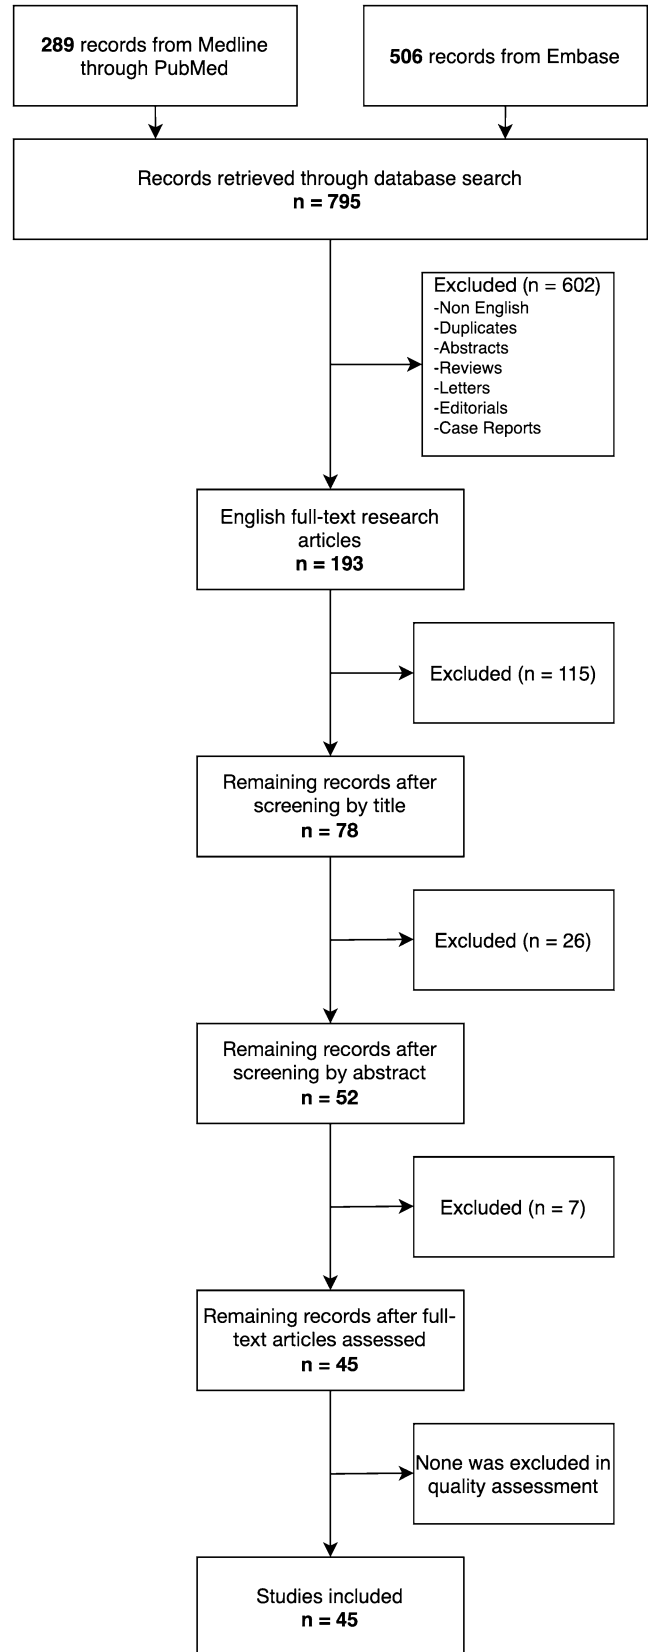 289 records from Medline
through PubMed
506 records from Embase
Records retrieved through database search
n = 795
Excluded (n = 602)
-Non English
-Duplicates
-Abstracts
-Reviews
-Letters
-Editorials
-Case Reports
English full-text research
articles
n = 193
Excluded (n = 115)
Remaining records after
screening by title
n = 78
Excluded (n = 26)
Remaining records after
screening by abstract
n = 52
Excluded (n = 7)
Remaining records after full-
text articles assessed
n = 45
None was excluded in
quality assessment
Studies included
n = 45